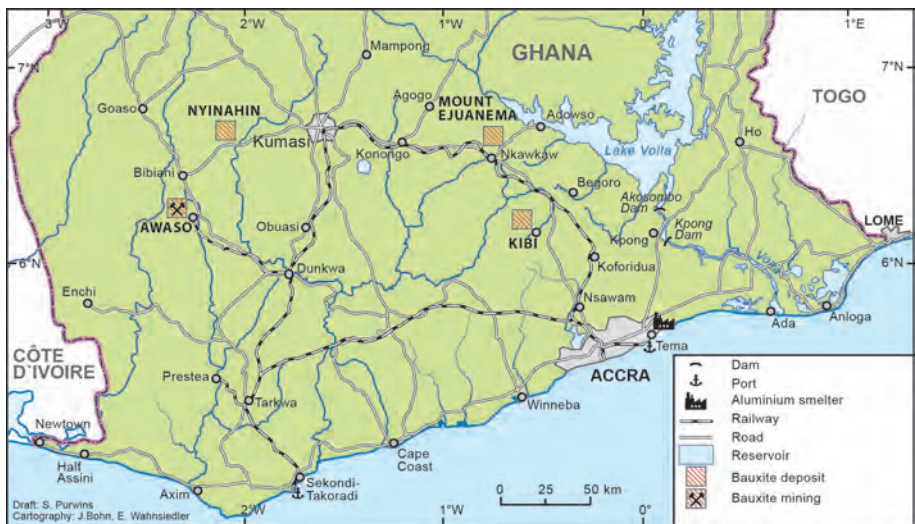 3°W
2°W
1°W
0°
1°E
7°N
7°N
6°N
6°N
2°W
1°W
0°
1°E
GHANA
TOGO
CÔTE
D`IVOIRE
Mampong
Goaso
NYINAHIN
Kumasi
Agogo
MOUNT
EJUANEMA
Adowso
Konongo
Nkawkaw
Lake Volta
Ho
Bibiani
Begoro
Akosombo
Dam
Kpong
Dam
AWASO
Obuasi
KIBI
Kpong
LOME
Dunkwa
Koforidua
Volta
Enchi
Nsawam
Ada
Anloga
Tema
ACCRA
Prestea
Tarkwa
Winneba
Newtown
Half
Assini
Cape
Coast
Axim
Sekondi-
Takoradi
0 25 50 km
Draft: S. Purwins
Cartography: J.Bohn, E. Wahnsiedler
Dam
Port
Aluminium smelter
Railway
Road
Reservoir
Bauxite deposit
Bauxite mining